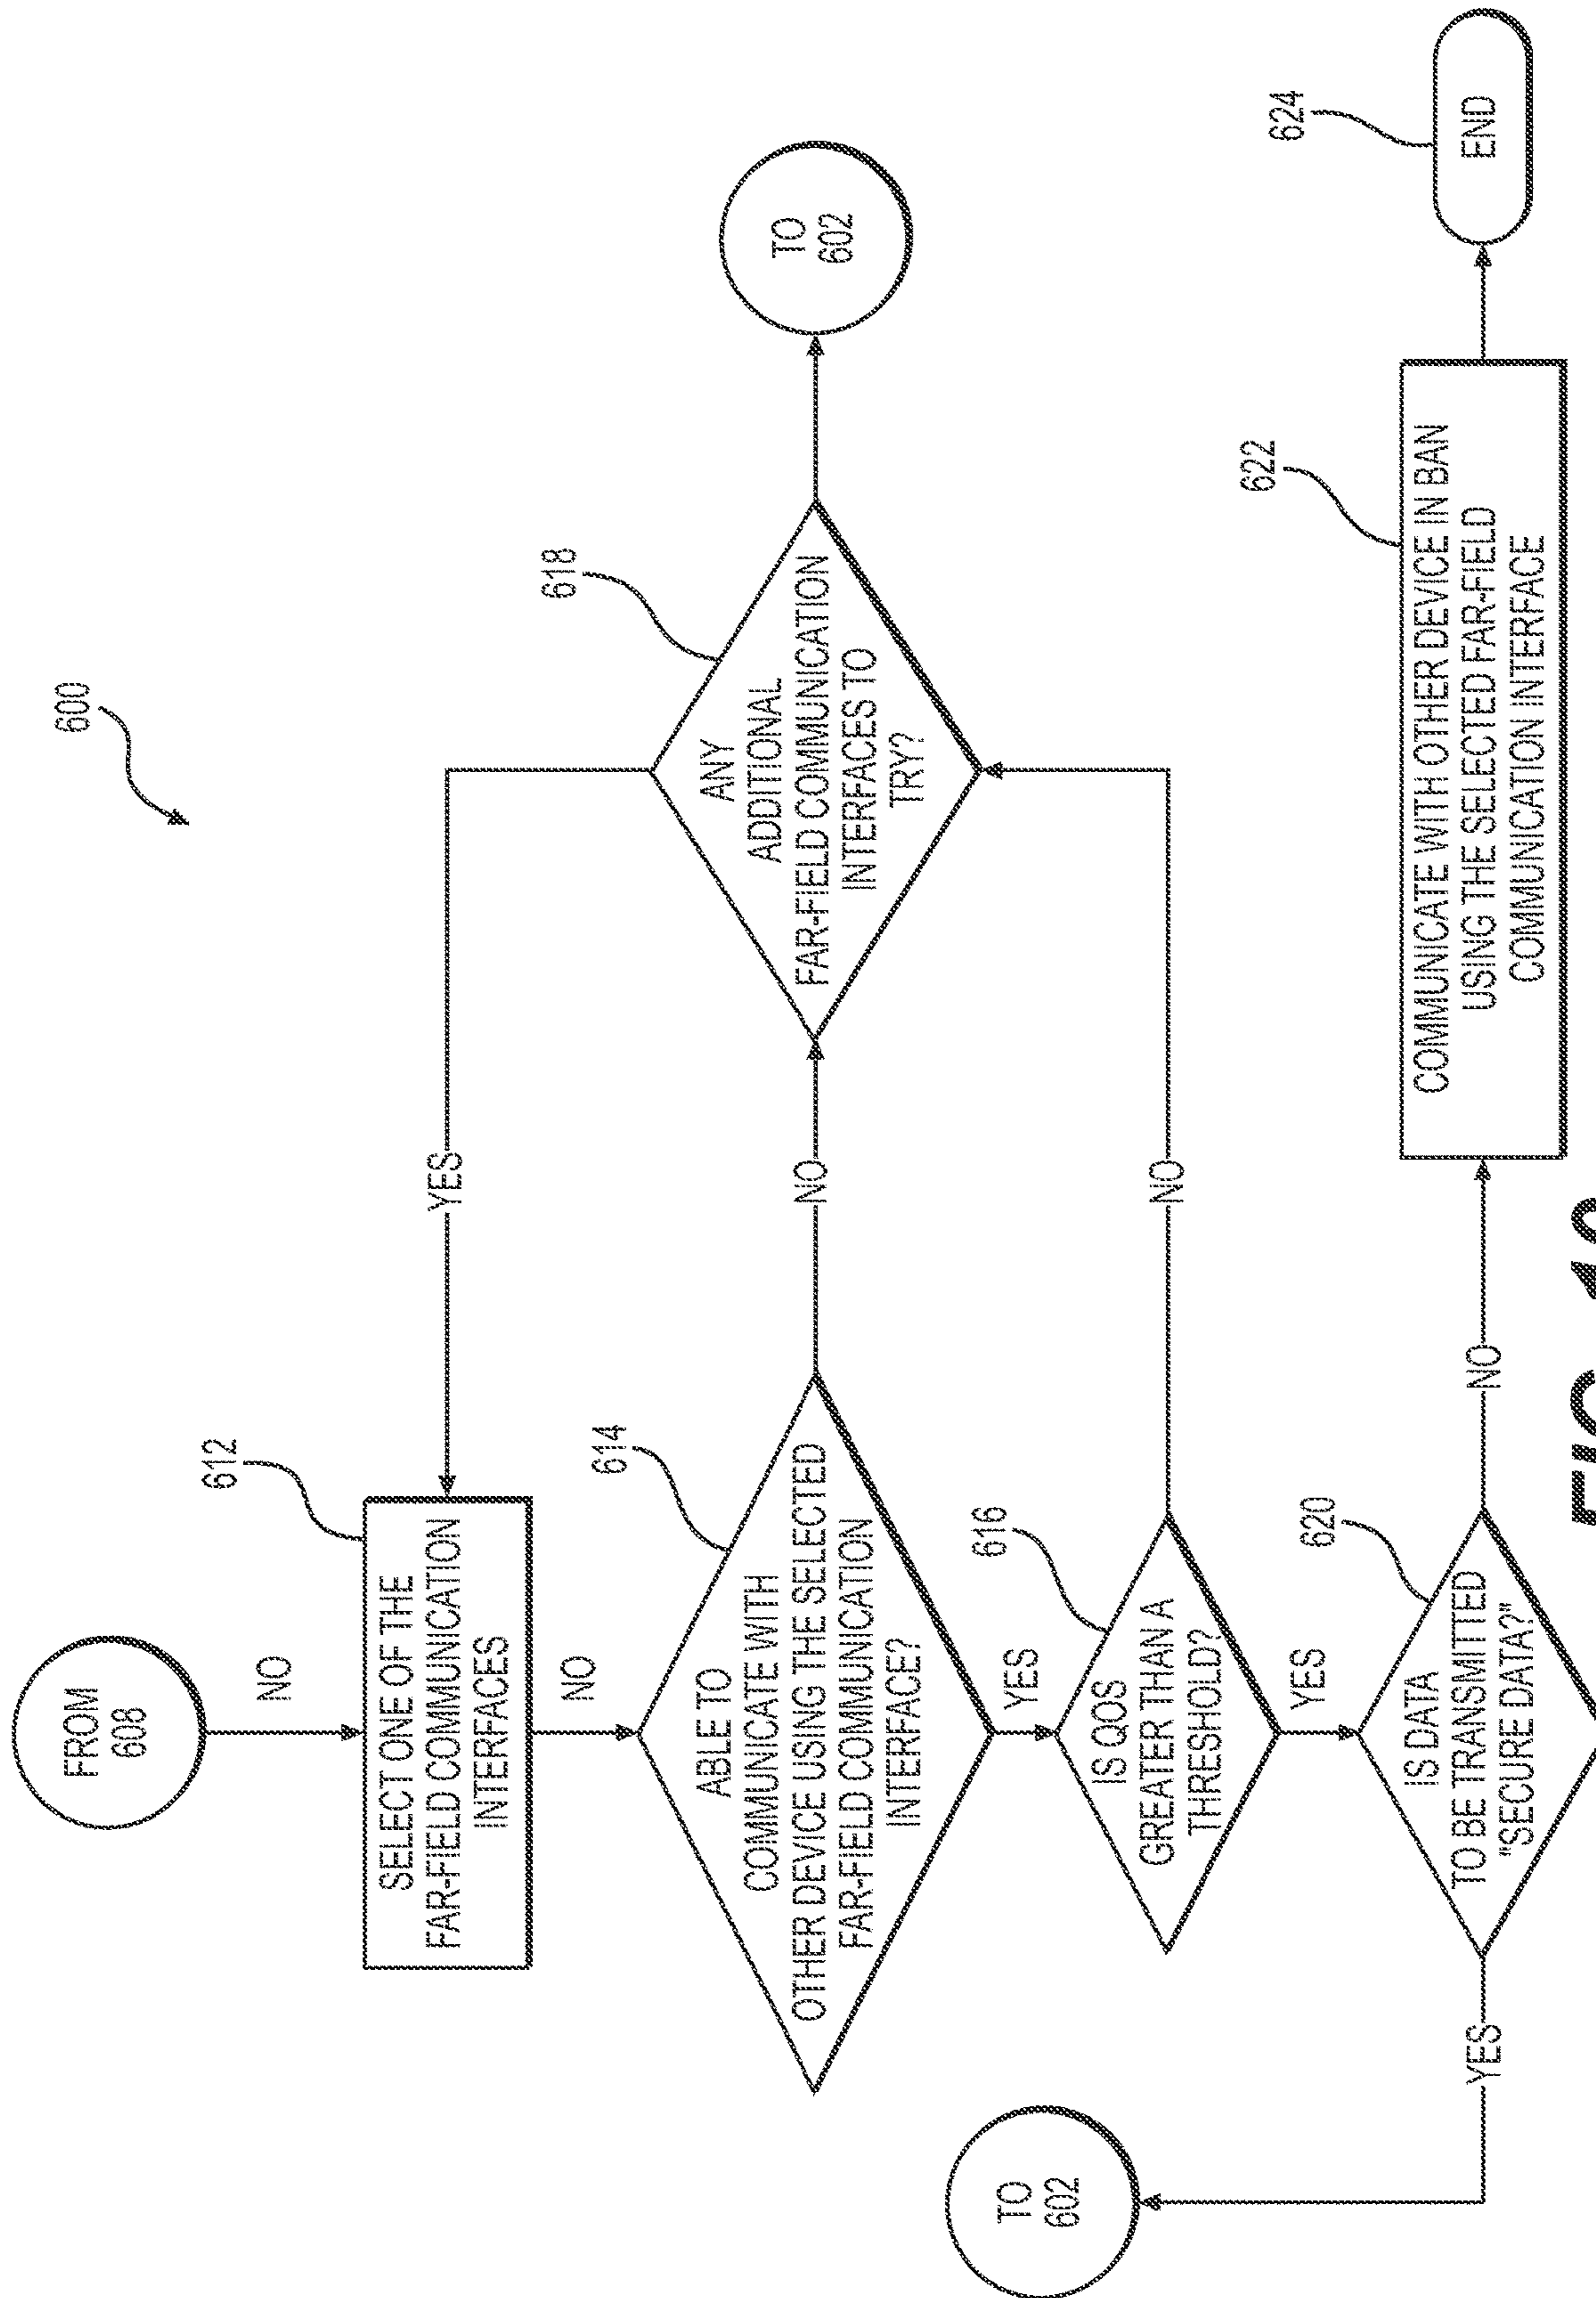 600
FROM
608
NO
612
SELECT ONE OF THE
FAR-FIELD COMMUNICATION
INTERFACES
YES
NO
614
ABLE TO
COMMUNICATE WITH
OTHER DEVICE USING THE SELECTED
FAR-FIELD COMMUNICATION
INTERFACE?
NO
618
ANY
ADDITIONAL
FAR-FIELD COMMUNICATION
INTERFACES TO
TRY?
TO
602
YES
616
IS QOS
GREATER THAN A
THRESHOLD?
NO
TO
602
YES
620
IS DATA
TO BE TRANSMITTED
"SECURE DATA?"
YES
NO
622
COMMUNICATE WITH OTHER DEVICE IN BAN
USING THE SELECTED FAR-FIELD
COMMUNICATION INTERFACE
624
END
FIG.